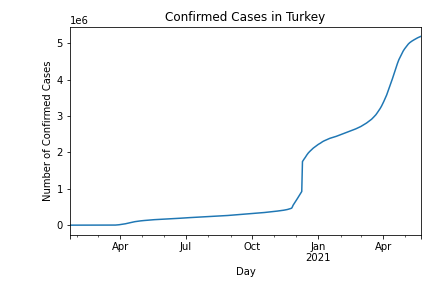 Confirmed Cases in Turkey
1e6
5
4
3
2
1
0
Number of Confirmed Cases
Apr Jul Oct Jan Apr
2021
Day